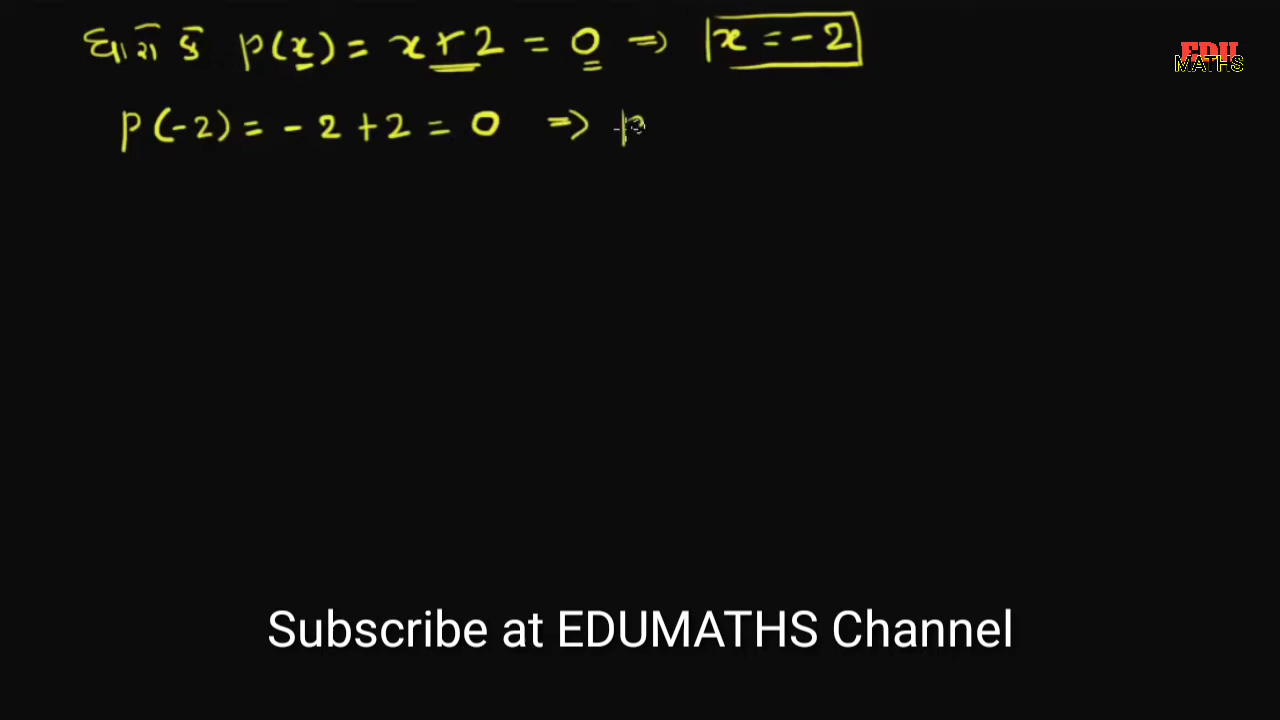 ધારો કે p(x) = x + 2 = 0 ⇒ x = -2
EDU
MATHS
p(-2) = -2 + 2 = 0 ⇒
Subscribe at EDUMATHS Channel